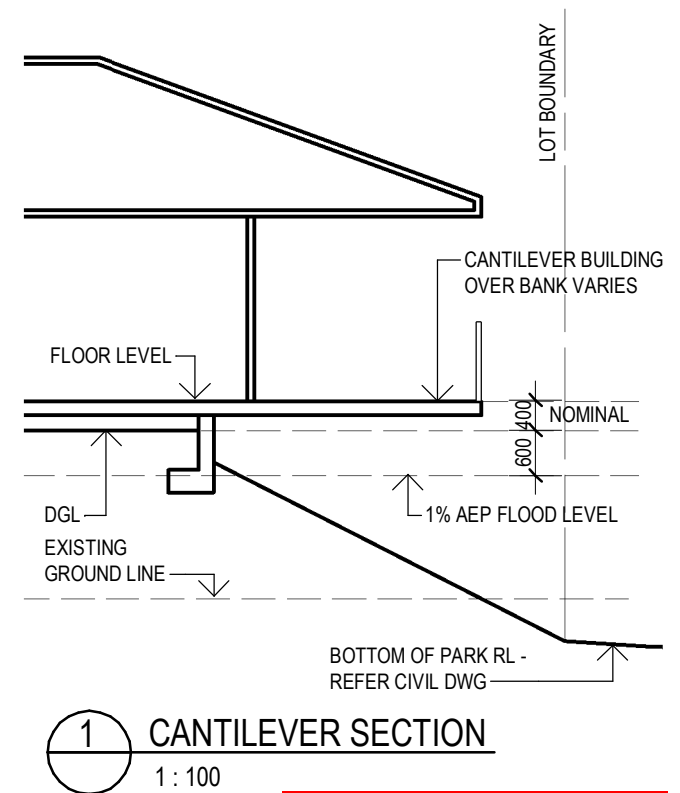 LOT BOUNDARY
CANTILEVER BUILDING
OVER BANK VARIES
FLOOR LEVEL
400
NOMINAL
600
DGL
1% AEP FLOOD LEVEL
EXISTING
GROUND LINE
BOTTOM OF PARK RL -
REFER CIVIL DWG
1
CANTILEVER SECTION
1 : 100